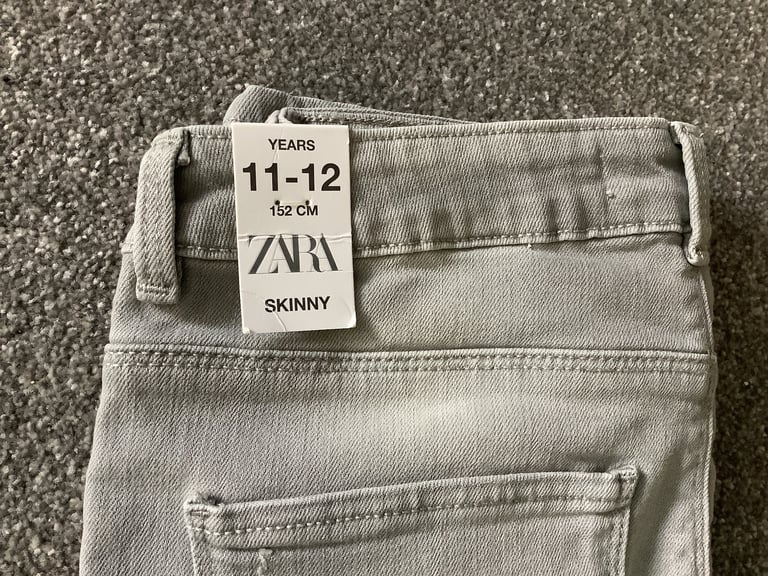 YEARS
11-12
152 CM
ZARA
SKINNY